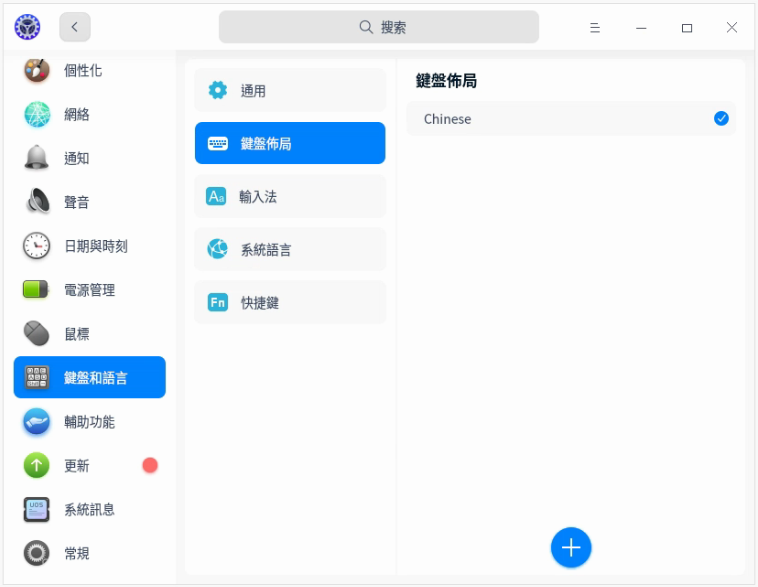 搜索
個性化
網絡
通知
聲音
日期與時刻
電源管理
鼠標
鍵盤和語言
輔助功能
更新
系統訊息
常規
通用
鍵盤佈局
Aa
輸入法
系統語言
Fn
快捷鍵
鍵盤佈局
Chinese
UOS